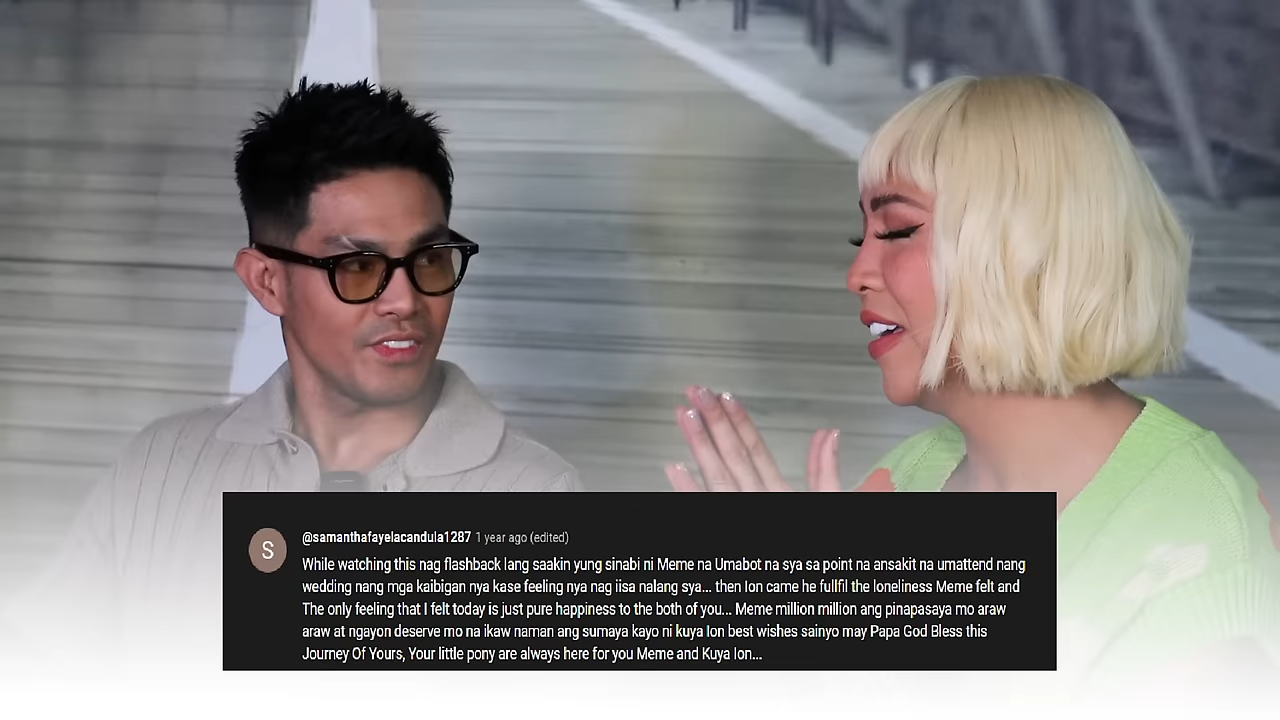 S
@samanthafayelacandula1287 1 year ago (edited)
While watching this nag flashback lang saakin yung sinabi ni Meme na Umabot na sya sa point na ansakit na umattend nang
wedding nang mga kaibigan nya kase feeling nya nag iisa nalang sya... then Ion came he fullfil the loneliness Meme felt and
The only feeling that I felt today is just pure happiness to the both of you... Meme million million ang pinapasaya mo araw
araw at ngayon deserve mo na ikaw naman ang sumaya kayo ni kuya Ion best wishes sainyo may Papa God Bless this
Journey Of Yours, Your little pony are always here for you Meme and Kuya Ion...